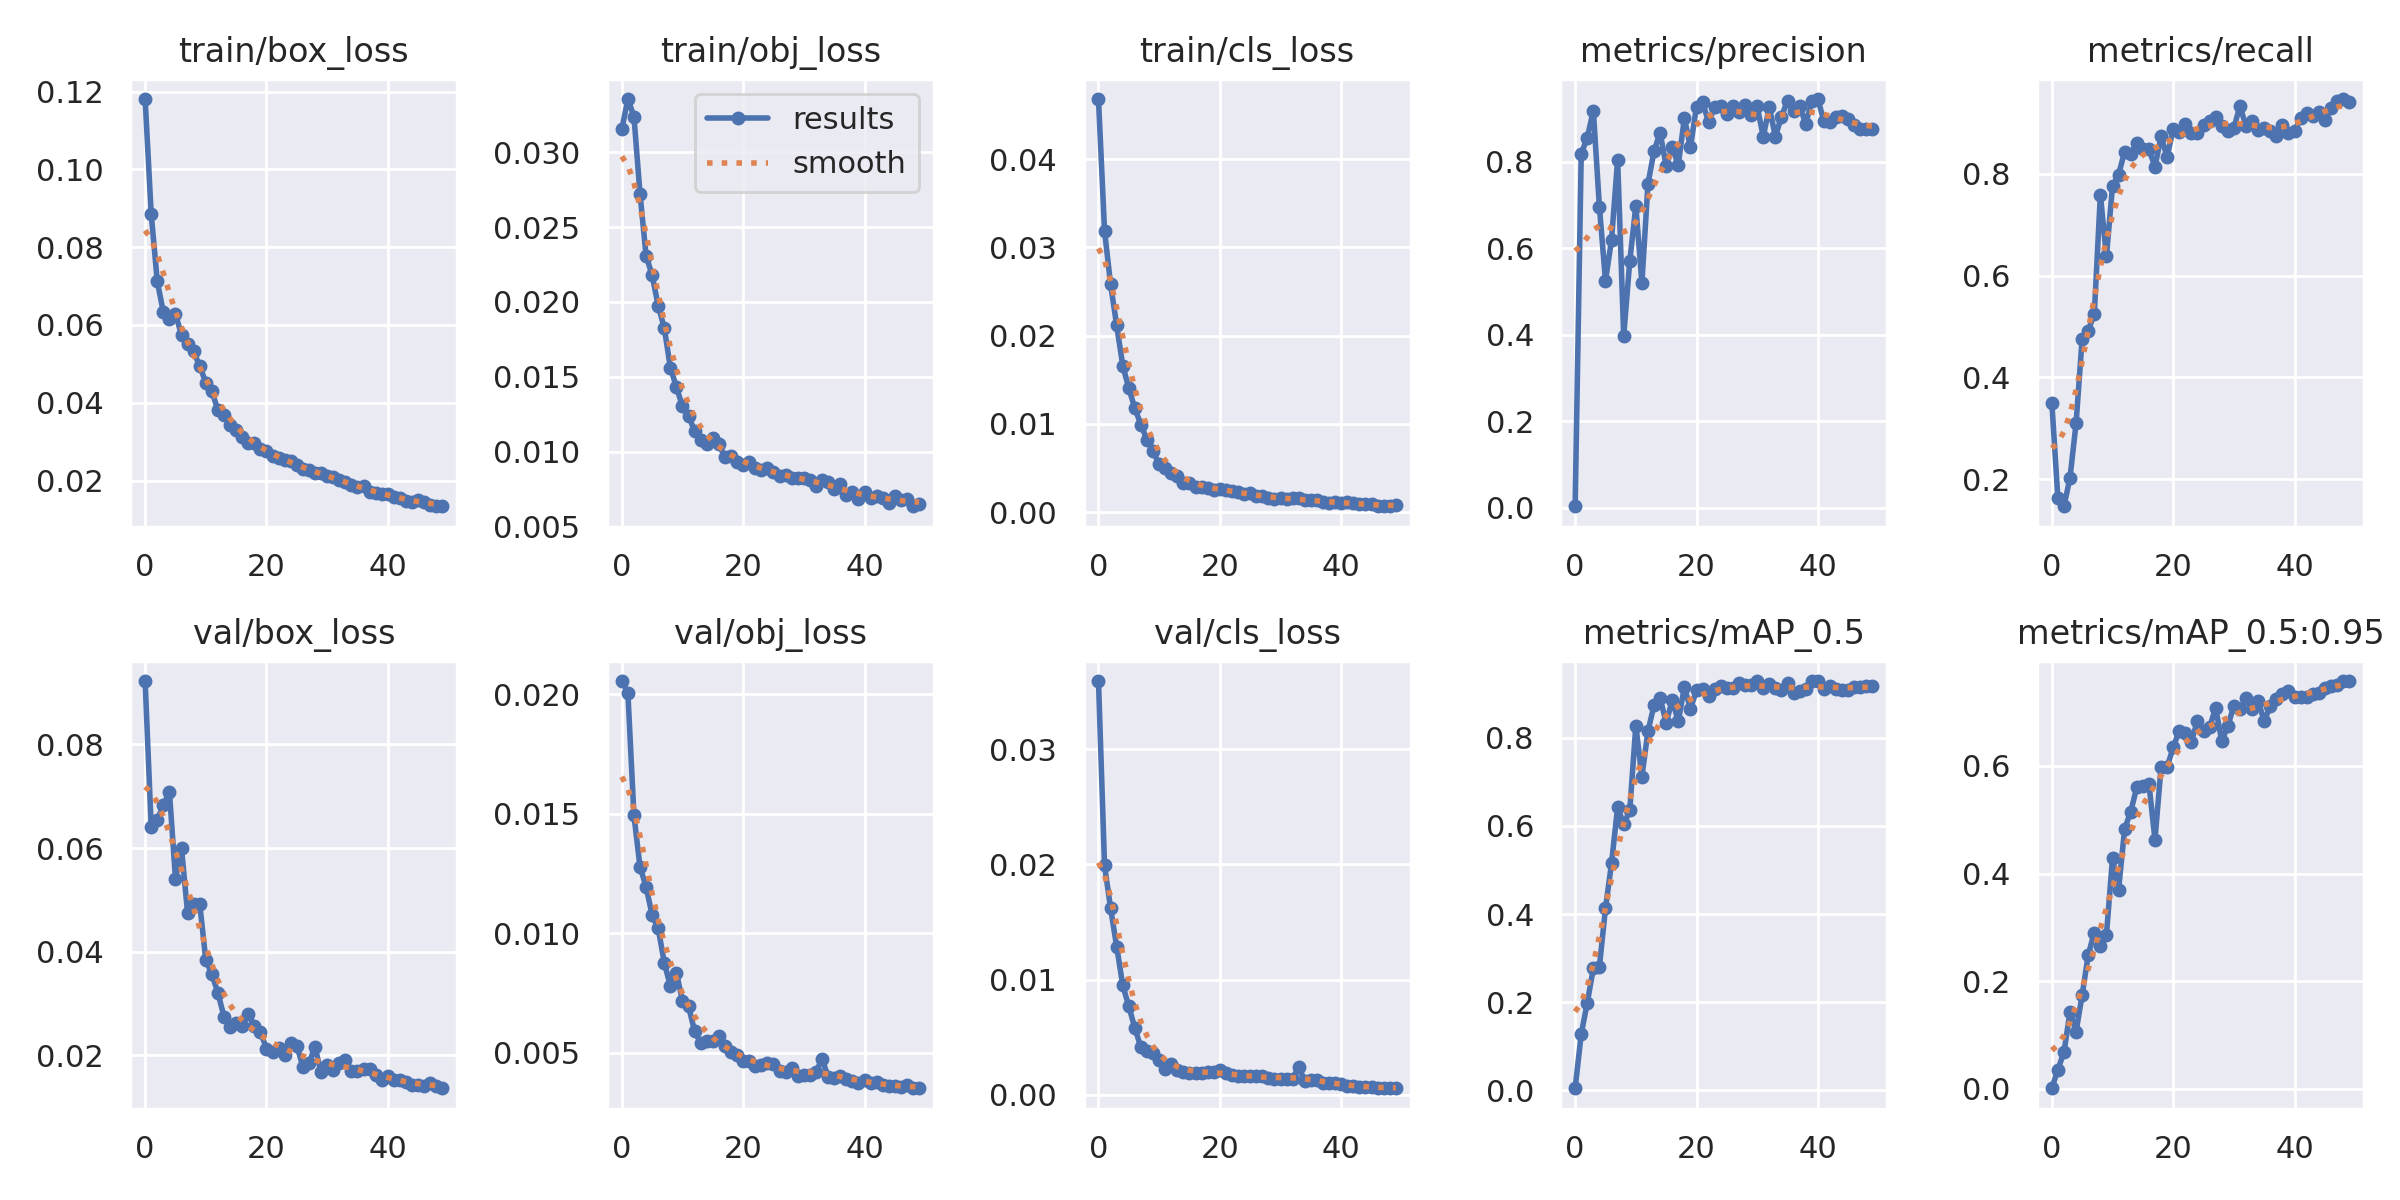 train/box_loss
0.12
0.10
0.08
0.06
0.04
0.02
0 20 40
train/obj_loss
results
smooth
0.030
0.025
0.020
0.015
0.010
0.005
0 20 40
train/cls_loss
0.04
0.03
0.02
0.01
0.00
0 20 40
metrics/precision
0.8
0.6
0.4
0.2
0.0
0 20 40
metrics/recall
0.8
0.6
0.4
0.2
0 20 40
val/box_loss
0.08
0.06
0.04
0.02
0 20 40
val/obj_loss
0.020
0.015
0.010
0.005
0 20 40
val/cls_loss
0.03
0.02
0.01
0.00
0 20 40
metrics/mAP_0.5
0.8
0.6
0.4
0.2
0.0
0 20 40
metrics/mAP_0.5:0.95
0.6
0.4
0.2
0.0
0 20 40